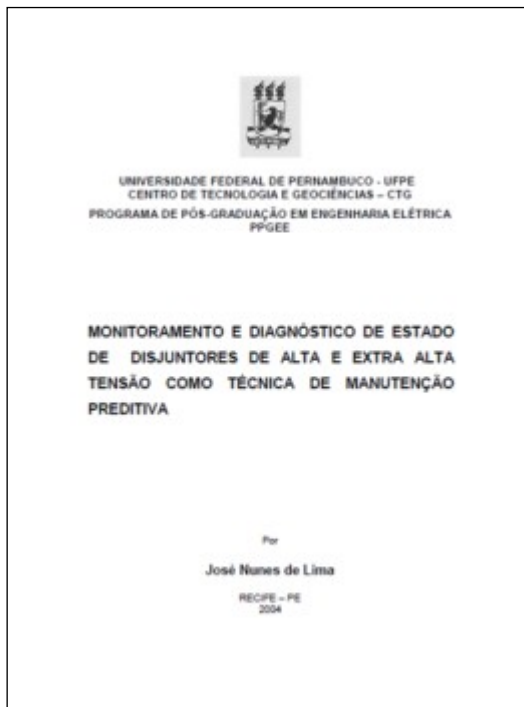 UNIVERSIDADE FEDERAL DE PERNAMBUCO - UFPE
CENTRO DE TECNOLOGIA E GEOCIÊNCIAS – CTG
PROGRAMA DE PÓS-GRADUAÇÃO EM ENGENHARIA ELÉTRICA
PPGEE
MONITORAMENTO E DIAGNÓSTICO DE ESTADO
DE DISJUNTORES DE ALTA E EXTRA ALTA
TENSÃO COMO TÉCNICA DE MANUTENÇÃO
PREDITIVA
Por
José Nunes de Lima
RECIFE – PE
2004